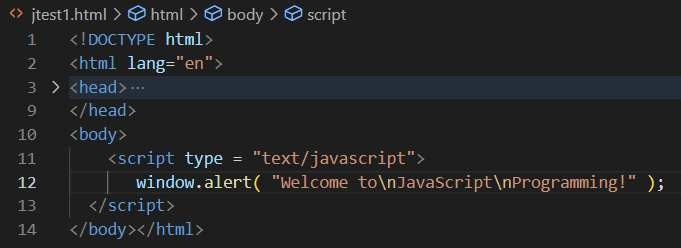 jtest1.html > html > body > script
1 <!DOCTYPE html>
2 <html lang="en">
3 <head>···
9 </head>
10 <body>
11 <script type = "text/javascript">
12 window.alert( "Welcome to\nJavaScript\nProgramming!" );
13 </script>
14 </body></html>